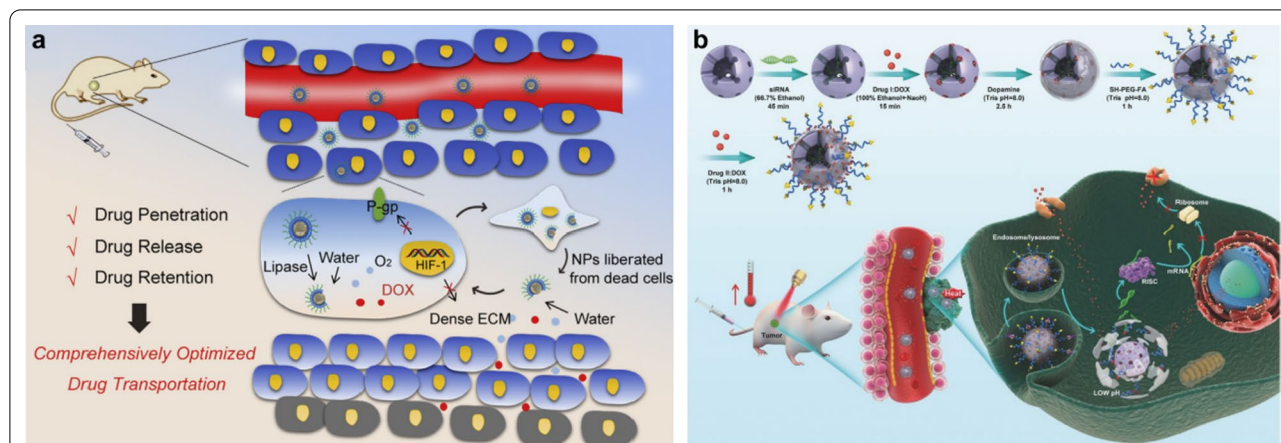 a
√ Drug Penetration
√ Drug Release
√ Drug Retention
Comprehensively Optimized
Drug Transportation
P-gp
Lipase
Water
O₂
HIF-1
DOX
Dense ECM
NPs liberated
from dead cells
Water
b
siRNA
(66.7% Ethanol)
45 min
Drug I:DOX
(100% Ethanol+NaOH)
15 min
Dopamine
(Tris pH=8.0)
2.5 h
SH-PEG-FA
(Tris pH=8.0)
1 h
Drug II:DOX
(Tris pH=8.0)
1 h
Tumor
Heat
Endosome/lysosome
Ribosome
RISC
mRNA
LOW pH